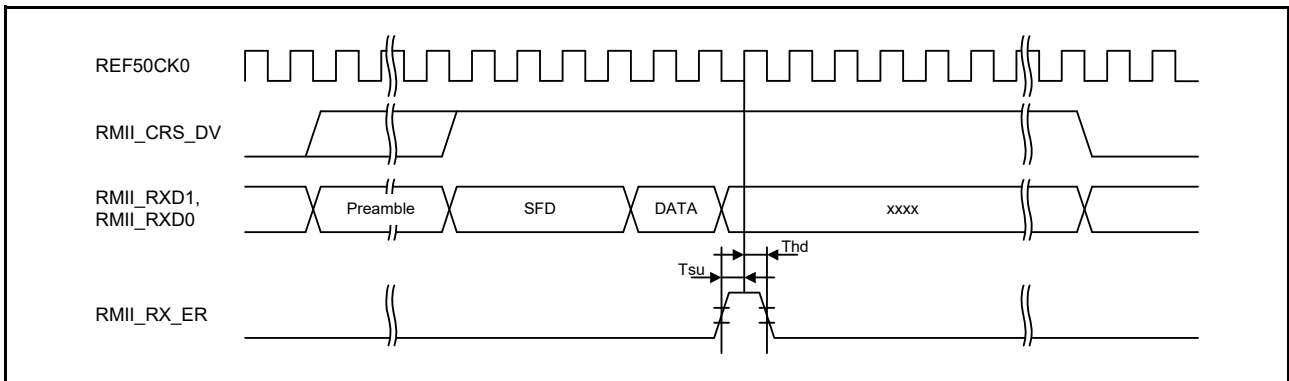 REF50CK0
RMII_CRS_DV
RMII_RXD1,
RMII_RXD0
Preamble
SFD
DATA
xxxx
Thd
Tsu
RMII_RX_ER